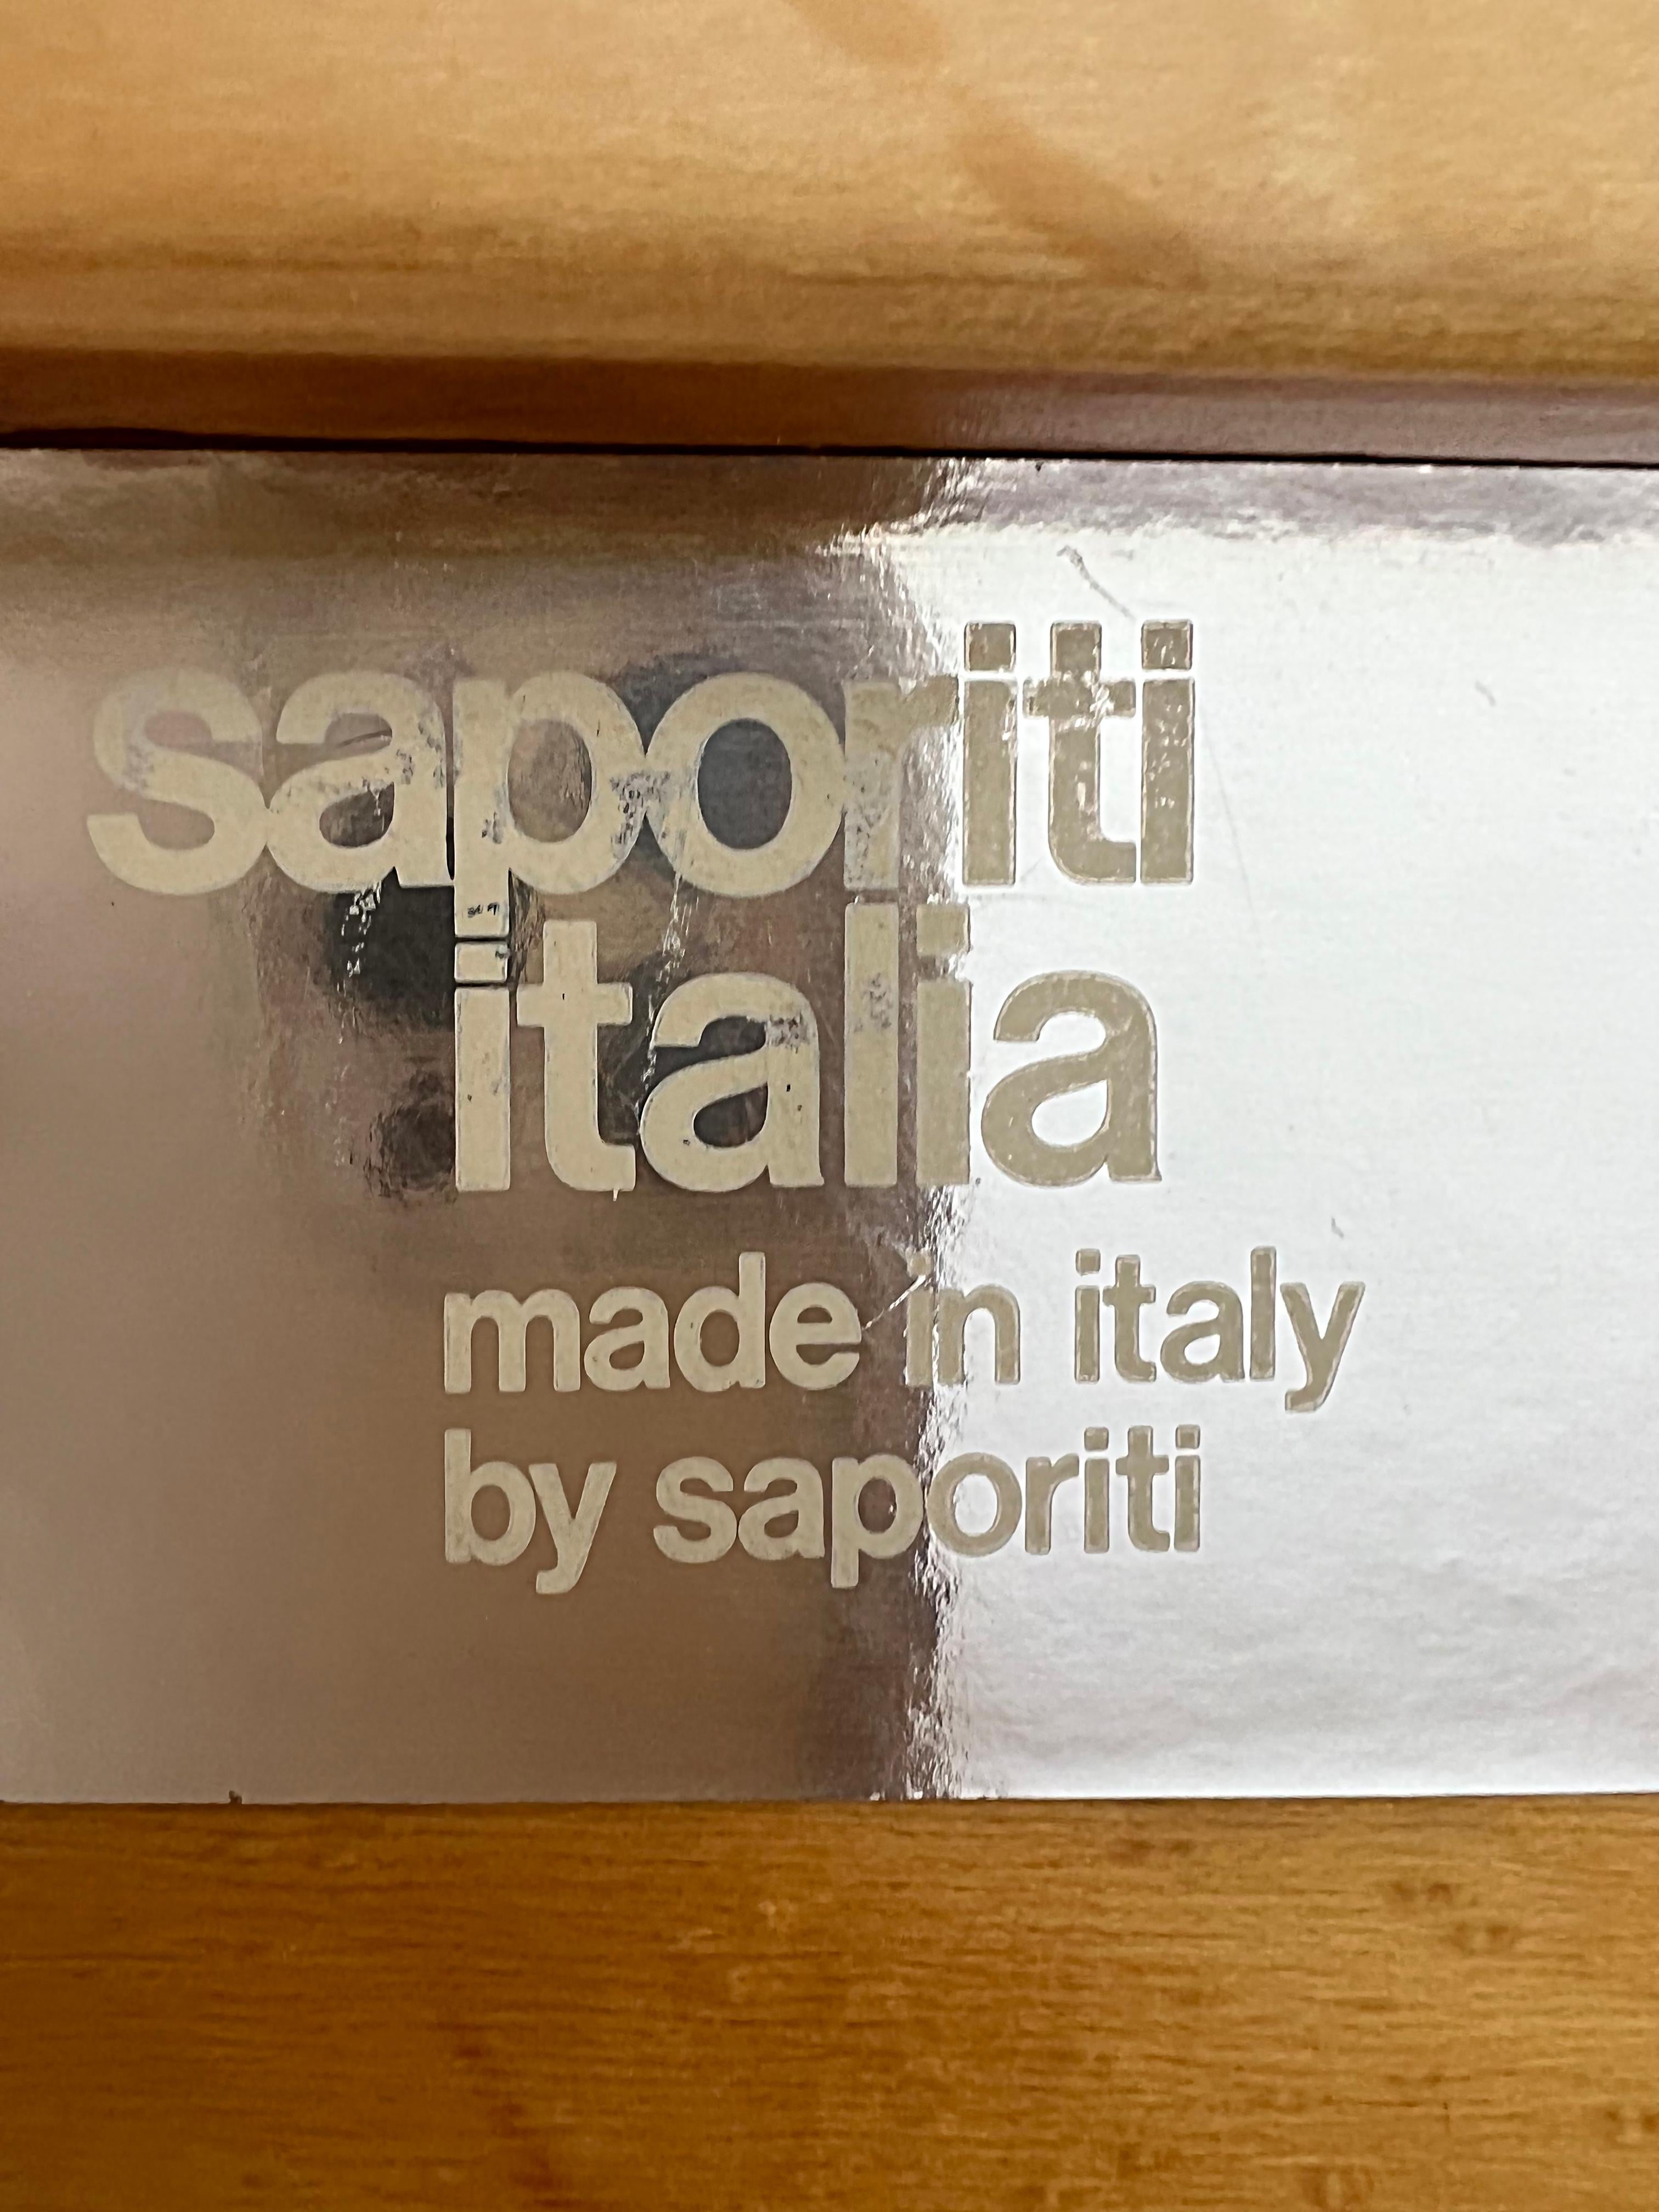 saporiti
italia
made in italy
by saporiti